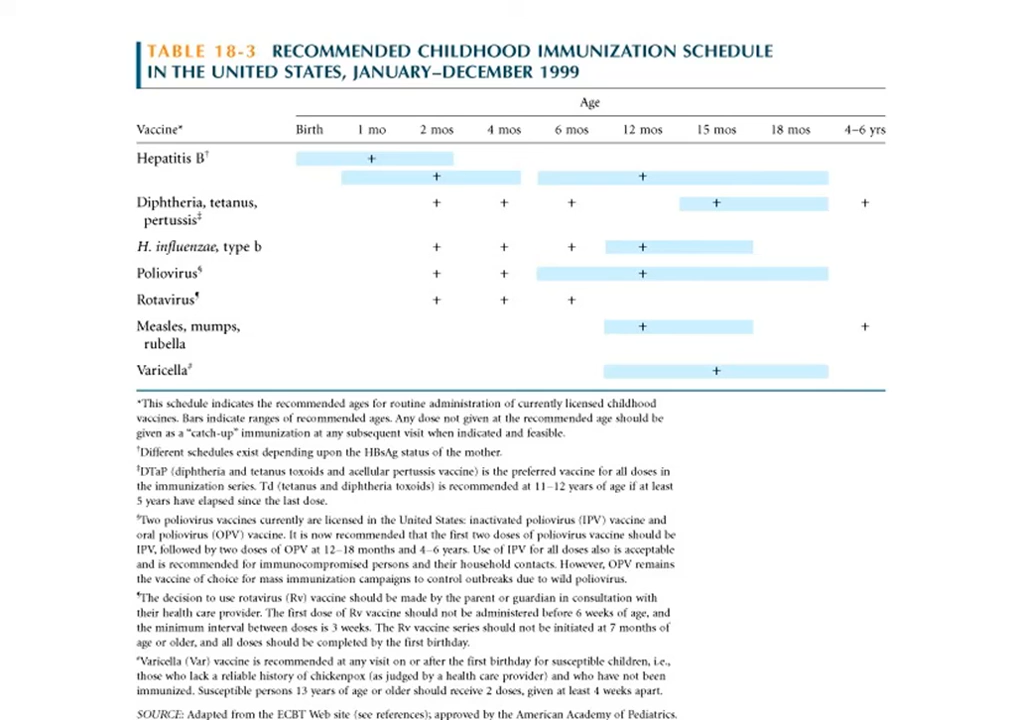 TABLE 18-3 RECOMMENDED CHILDHOOD IMMUNIZATION SCHEDULE
IN THE UNITED STATES, JANUARY–DECEMBER 1999
Age
Vaccine* Birth 1 mo 2 mos 4 mos 6 mos 12 mos 15 mos 18 mos 4–6 yrs
Hepatitis B† +
+ +
Diphtheria, tetanus, + + + + +
pertussis‡
H. influenzae, type b + + + +
Poliovirus§ + + +
Rotavirus¶ + + +
Measles, mumps, + +
rubella
Varicella# +
*This schedule indicates the recommended ages for routine administration of currently licensed childhood
vaccines. Bars indicate ranges of recommended ages. Any dose not given at the recommended age should be
given as a “catch-up” immunization at any subsequent visit when indicated and feasible.
†Different schedules exist depending upon the HBsAg status of the mother.
‡DTaP (diphtheria and tetanus toxoids and acellular pertussis vaccine) is the preferred vaccine for all doses in
the immunization series. Td (tetanus and diphtheria toxoids) is recommended at 11–12 years of age if at least
5 years have elapsed since the last dose.
§Two poliovirus vaccines currently are licensed in the United States: inactivated poliovirus (IPV) vaccine and
oral poliovirus (OPV) vaccine. It is now recommended that the first two doses of poliovirus vaccine should be
IPV, followed by two doses of OPV at 12–18 months and 4–6 years. Use of IPV for all doses also is acceptable
and is recommended for immunocompromised persons and their household contacts. However, OPV remains
the vaccine of choice for mass immunization campaigns to control outbreaks due to wild poliovirus.
¶The decision to use rotavirus (Rv) vaccine should be made by the parent or guardian in consultation with
their health care provider. The first dose of Rv vaccine should not be administered before 6 weeks of age, and
the minimum interval between doses is 3 weeks. The Rv vaccine series should not be initiated at 7 months of
age or older, and all doses should be completed by the first birthday.
#Varicella (Var) vaccine is recommended at any visit on or after the first birthday for susceptible children, i.e.,
those who lack a reliable history of chickenpox (as judged by a health care provider) and who have not been
immunized. Susceptible persons 13 years of age or older should receive 2 doses, given at least 4 weeks apart.
SOURCE: Adapted from the ECBT Web site (see references); approved by the American Academy of Pediatrics.